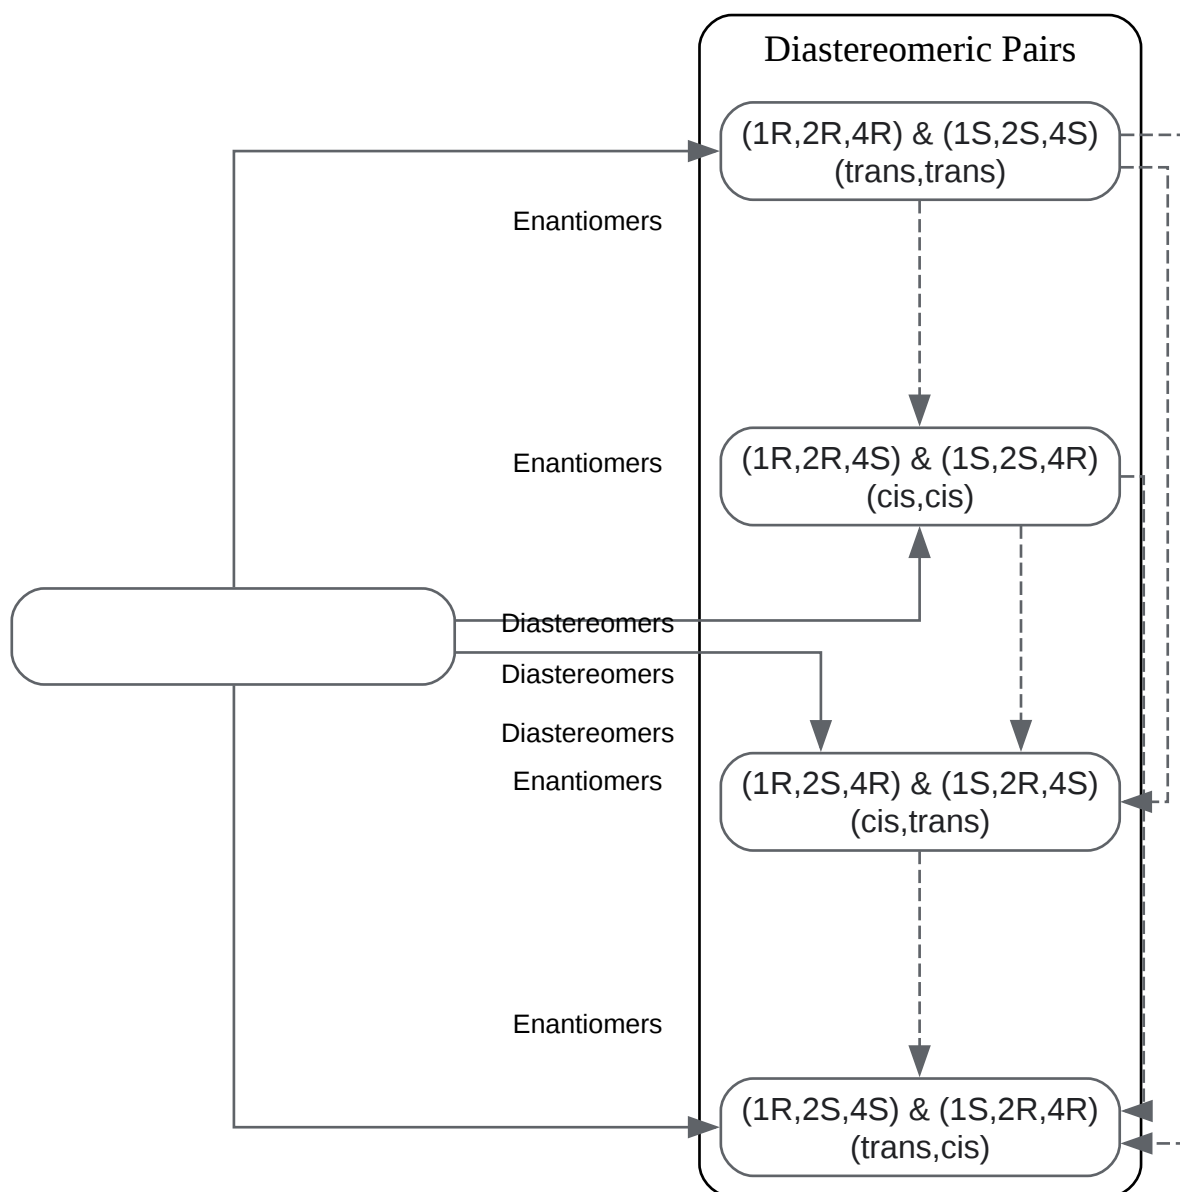 Diastereomeric Pairs
(1R,2R,4R) & (1S,2S,4S)
(trans,trans)
Enantiomers
Enantiomers
(1R,2R,4S) & (1S,2S,4R)
(cis,cis)
Diastereomers
Diastereomers
Diastereomers
Enantiomers
(1R,2S,4R) & (1S,2R,4S)
(cis,trans)
Enantiomers
(1R,2S,4S) & (1S,2R,4R)
(trans,cis)